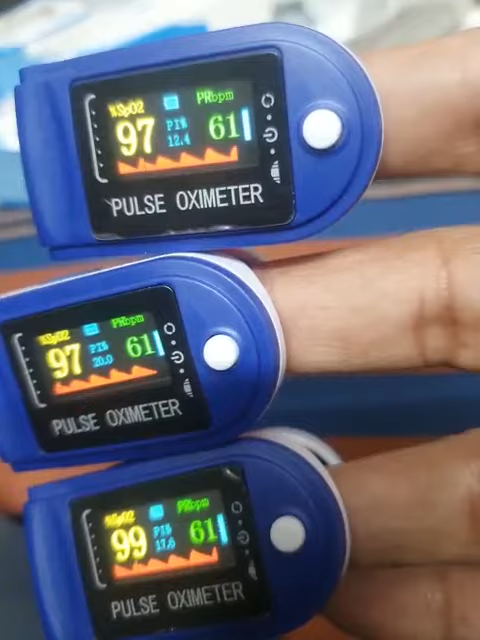 %SpO2 PRbpm
97 PI% 61
12.4
PULSE OXIMETER
%SpO2 PRbpm
97 PI% 61
20.0
PULSE OXIMETER
%SpO2 PRbpm
99 PI% 61
17.6
PULSE OXIMETER